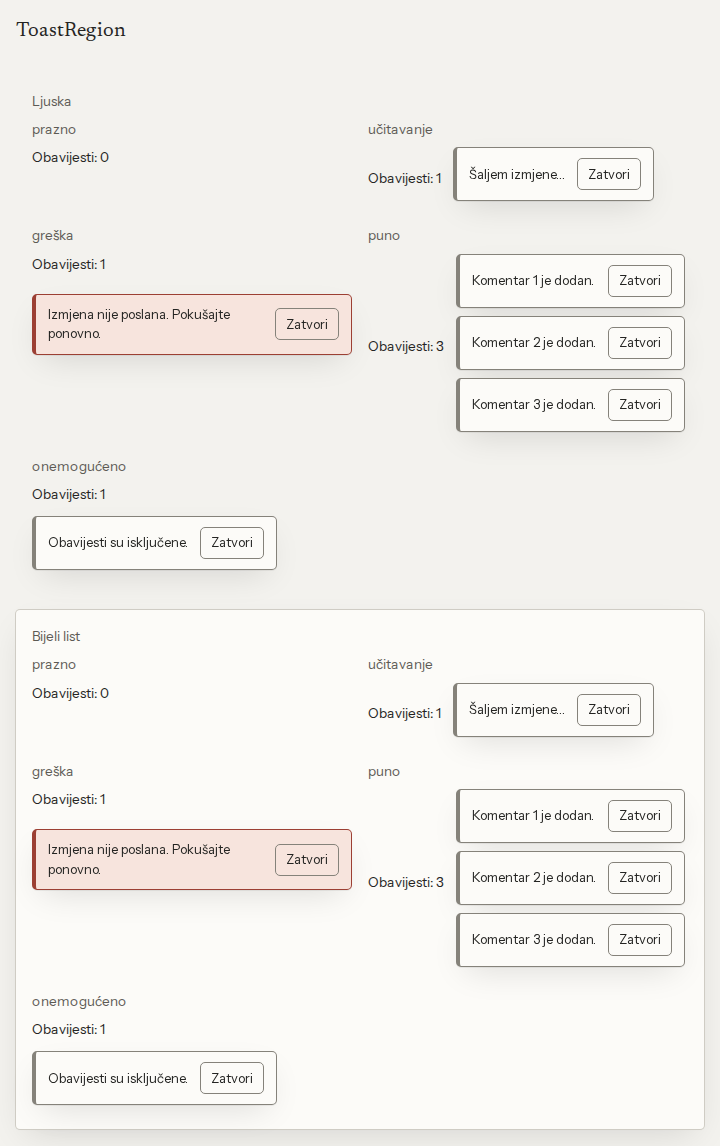 ToastRegion
Ljuska
prazno
Obavijesti: 0
učitavanje
Obavijesti: 1
Šaljem izmjene…
Zatvori
greška
Obavijesti: 1
Izmjena nije poslana. Pokušajte
ponovno.
Zatvori
puno
Obavijesti: 3
Komentar 1 je dodan.
Zatvori
Komentar 2 je dodan.
Zatvori
Komentar 3 je dodan.
Zatvori
onemogućeno
Obavijesti: 1
Obavijesti su isključene.
Zatvori
Bijeli list
prazno
Obavijesti: 0
učitavanje
Obavijesti: 1
Šaljem izmjene…
Zatvori
greška
Obavijesti: 1
Izmjena nije poslana. Pokušajte
ponovno.
Zatvori
puno
Obavijesti: 3
Komentar 1 je dodan.
Zatvori
Komentar 2 je dodan.
Zatvori
Komentar 3 je dodan.
Zatvori
onemogućeno
Obavijesti: 1
Obavijesti su isključene.
Zatvori